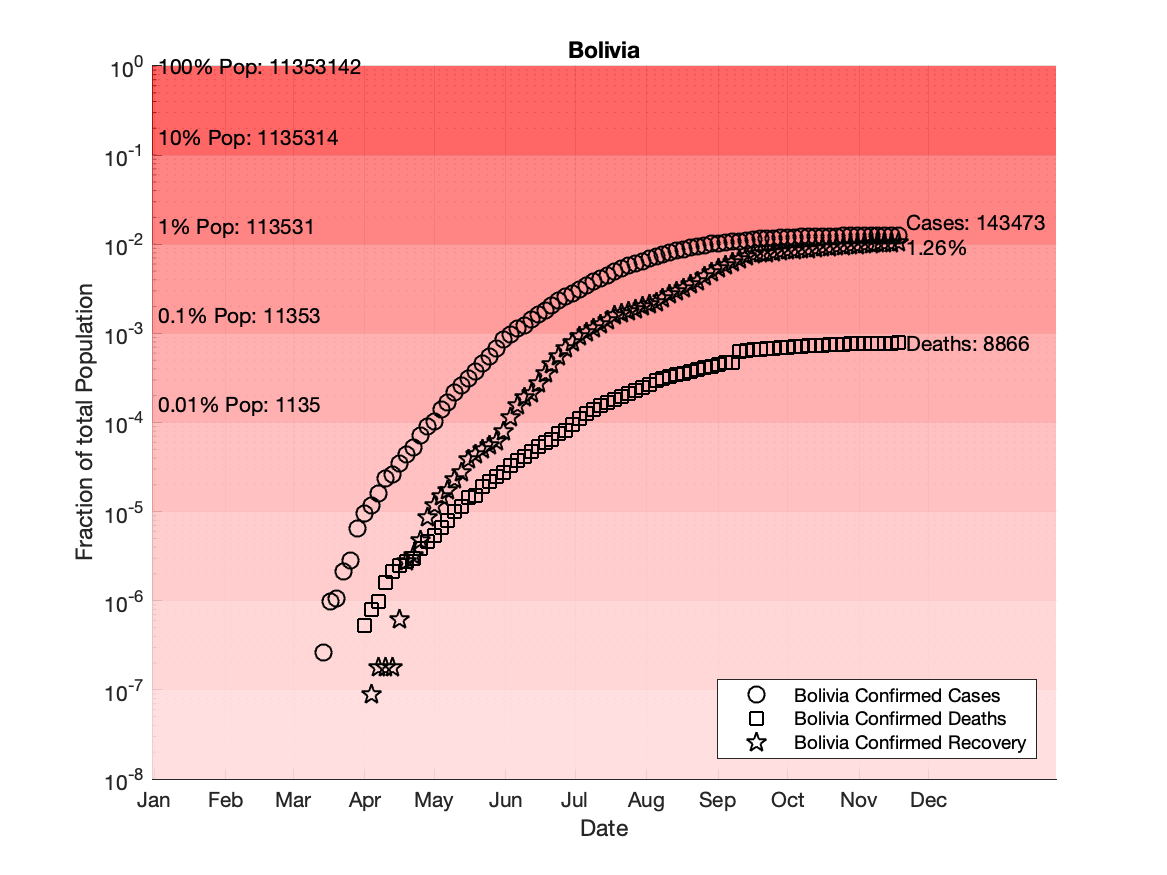 Bolivia
10^0
100% Pop: 11353142
10% Pop: 1135314
10^-1
1% Pop: 113531
10^-2
Cases: 143473
1.26%
0.1% Pop: 11353
10^-3
Deaths: 8866
0.01% Pop: 1135
10^-4
10^-5
10^-6
10^-7
10^-8
Fraction of total Population
Bolivia Confirmed Cases
Bolivia Confirmed Deaths
Bolivia Confirmed Recovery
Jan Feb Mar Apr May Jun Jul Aug Sep Oct Nov Dec
Date